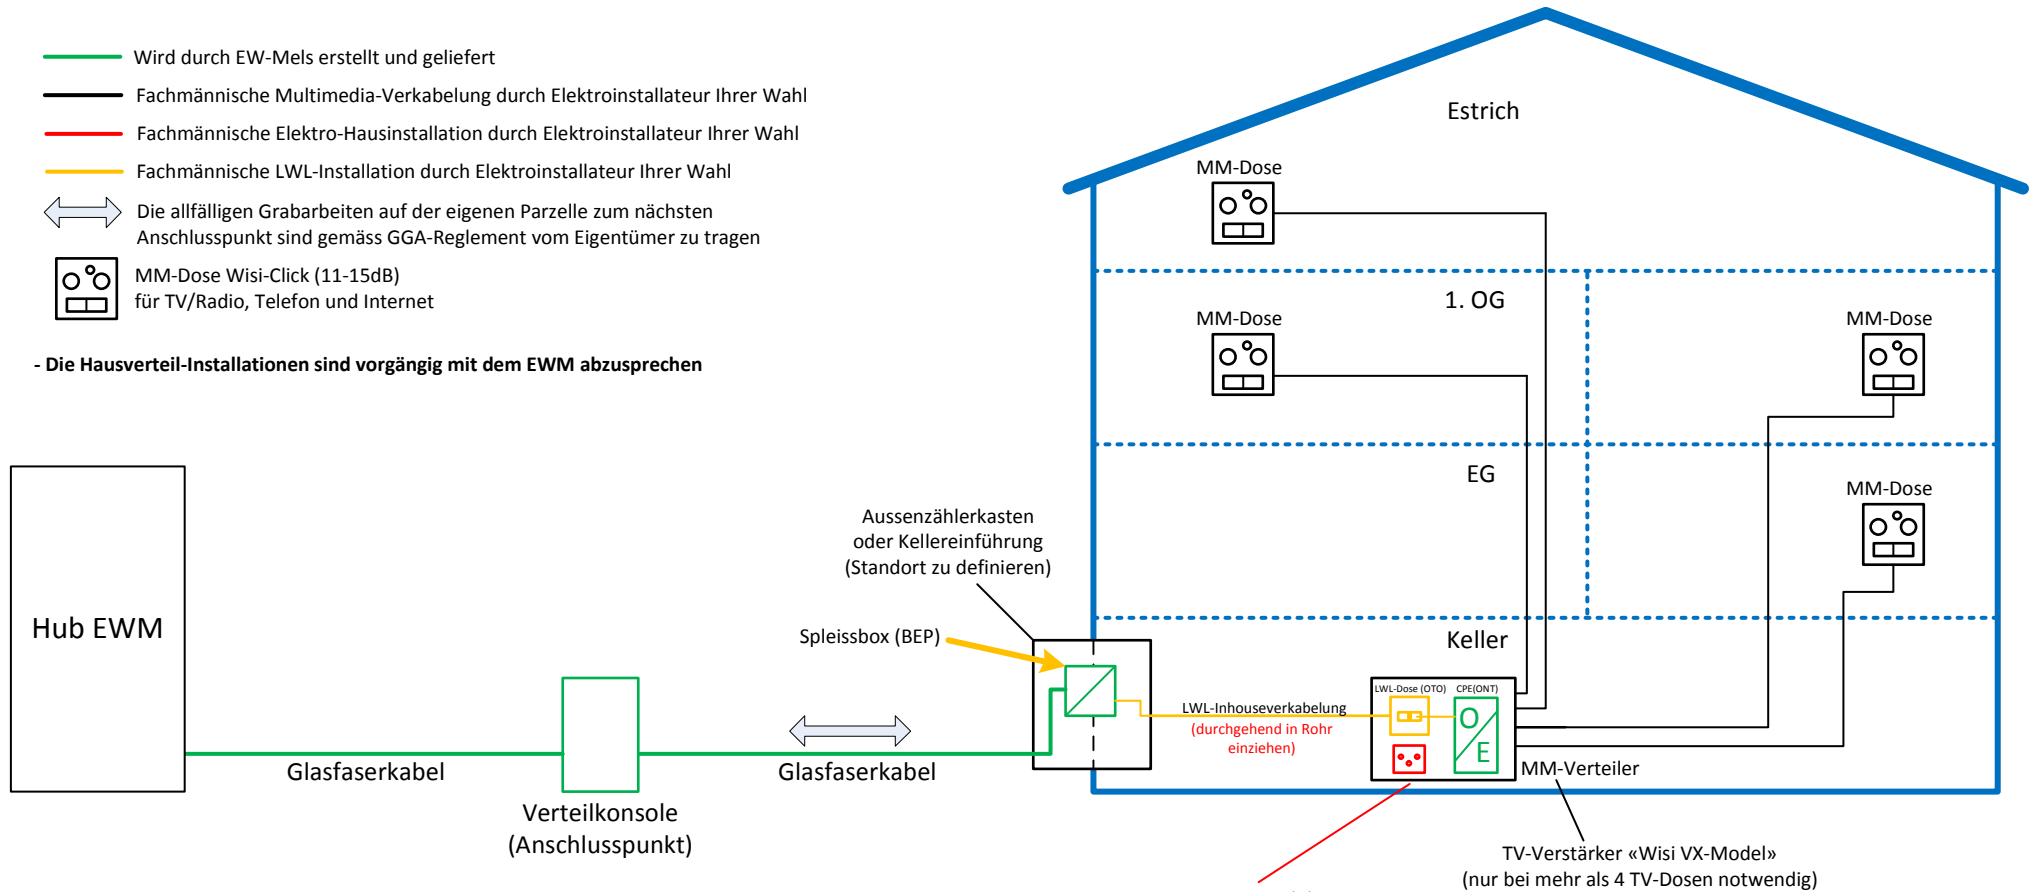 Wird durch EW-Mels erstellt und geliefert
Fachmännische Multimedia-Verkabelung durch Elektroinstallateur Ihrer Wahl
Fachmännische Elektro-Hausinstallation durch Elektroinstallateur Ihrer Wahl
Fachmännische LWL-Installation durch Elektroinstallateur Ihrer Wahl
Die allfälligen Grabarbeiten auf der eigenen Parzelle zum nächsten
Anschlusspunkt sind gemäss GGA-Reglement vom Eigentümer zu tragen
MM-Dose Wisi-Click (11-15dB)
für TV/Radio, Telefon und Internet
- Die Hausverteil-Installationen sind vorgängig mit dem EWM abzusprechen
Estrich
MM-Dose
1. OG
MM-Dose
MM-Dose
EG
MM-Dose
Aussenzählerkasten
oder Kellereinführung
(Standort zu definieren)
Hub EWM
Spleissbox (BEP)
Keller
LWL-Dose (OTO)
CPE(ONT)
LWL-Inhouseverkabelung
(durchgehend in Rohr
einziehen)
O
E
Glasfaserkabel
Glasfaserkabel
MM-Verteiler
Verteilkonsole
(Anschlusspunkt)
TV-Verstärker «Wisi VX-Model»
(nur bei mehr als 4 TV-Dosen notwendig)